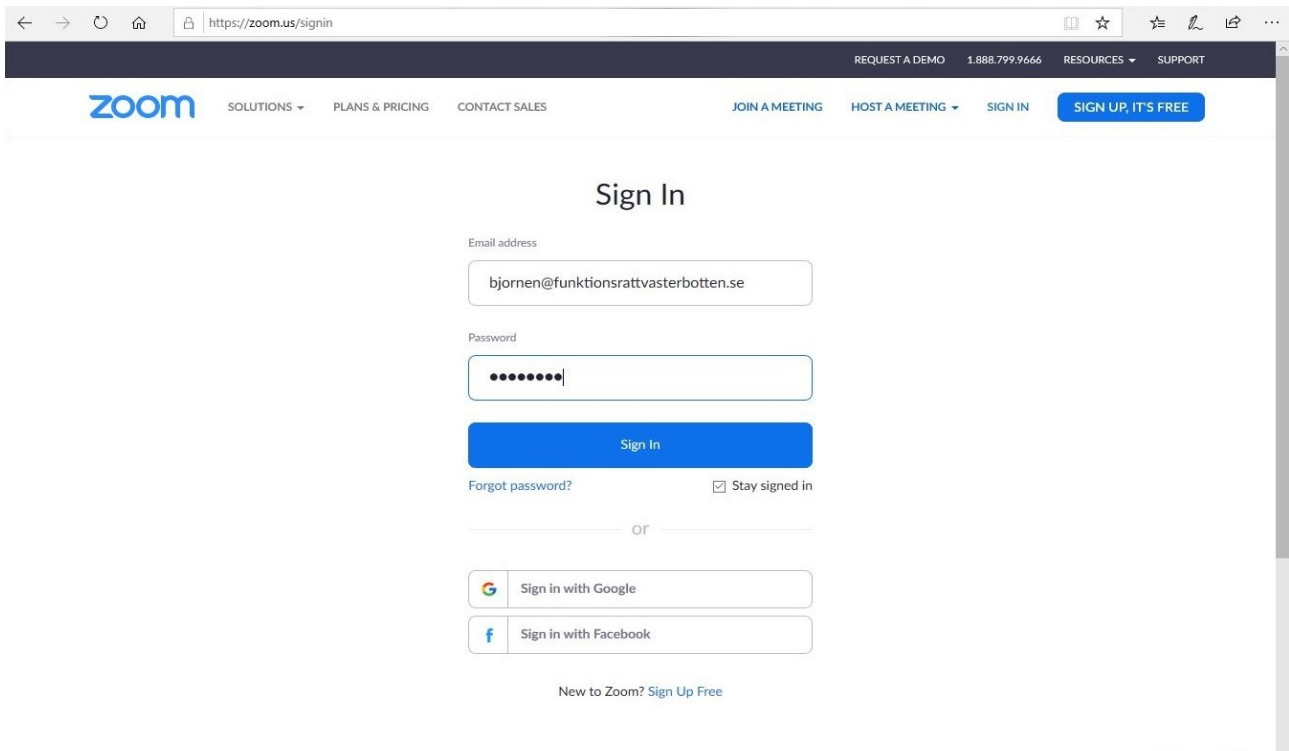 https://zoom.us/signin
REQUEST A DEMO 1.888.799.9666 RESOURCES SUPPORT
zoom SOLUTIONS PLANS & PRICING CONTACT SALES JOIN A MEETING HOST A MEETING SIGN IN SIGN UP, IT'S FREE
Sign In
Email address
bjornen@funktionsrattvasterbotten.se
Password
••••••••
Sign In
Forgot password? Stay signed in
or
G Sign in with Google
f Sign in with Facebook
New to Zoom? Sign Up Free